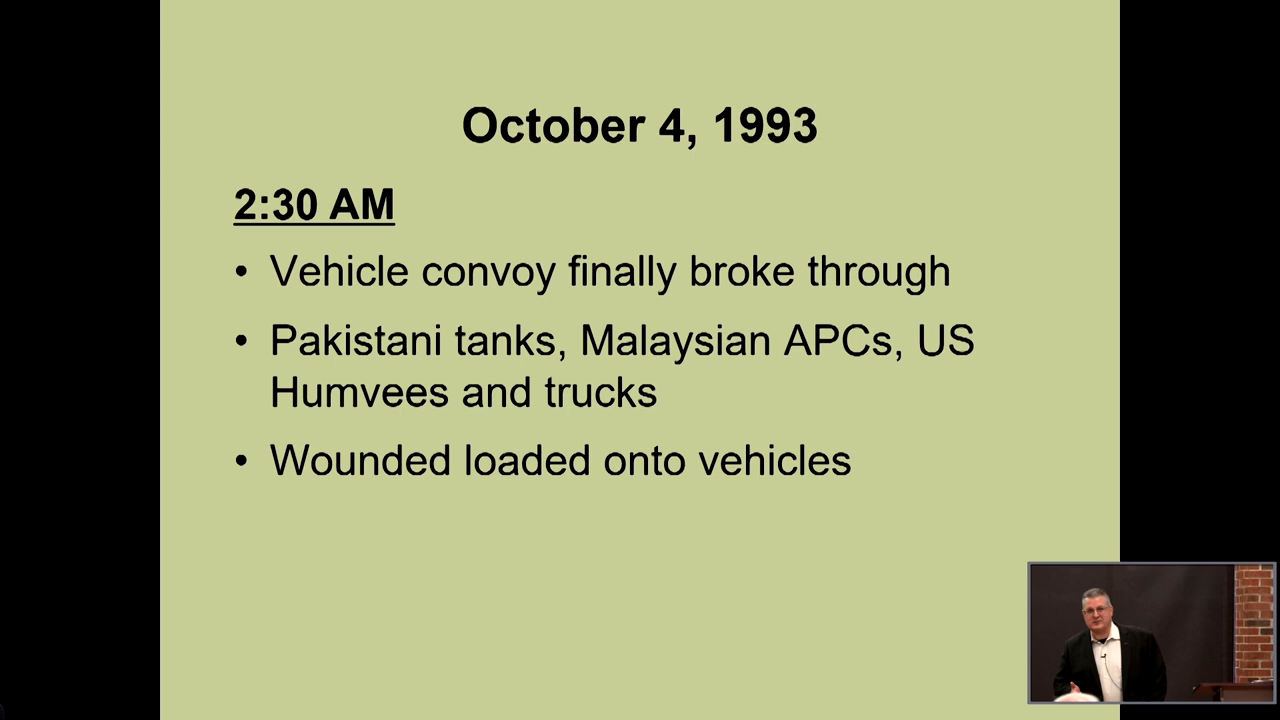 October 4, 1993
2:30 AM
• Vehicle convoy finally broke through
• Pakistani tanks, Malaysian APCs, US
Humvees and trucks
• Wounded loaded onto vehicles